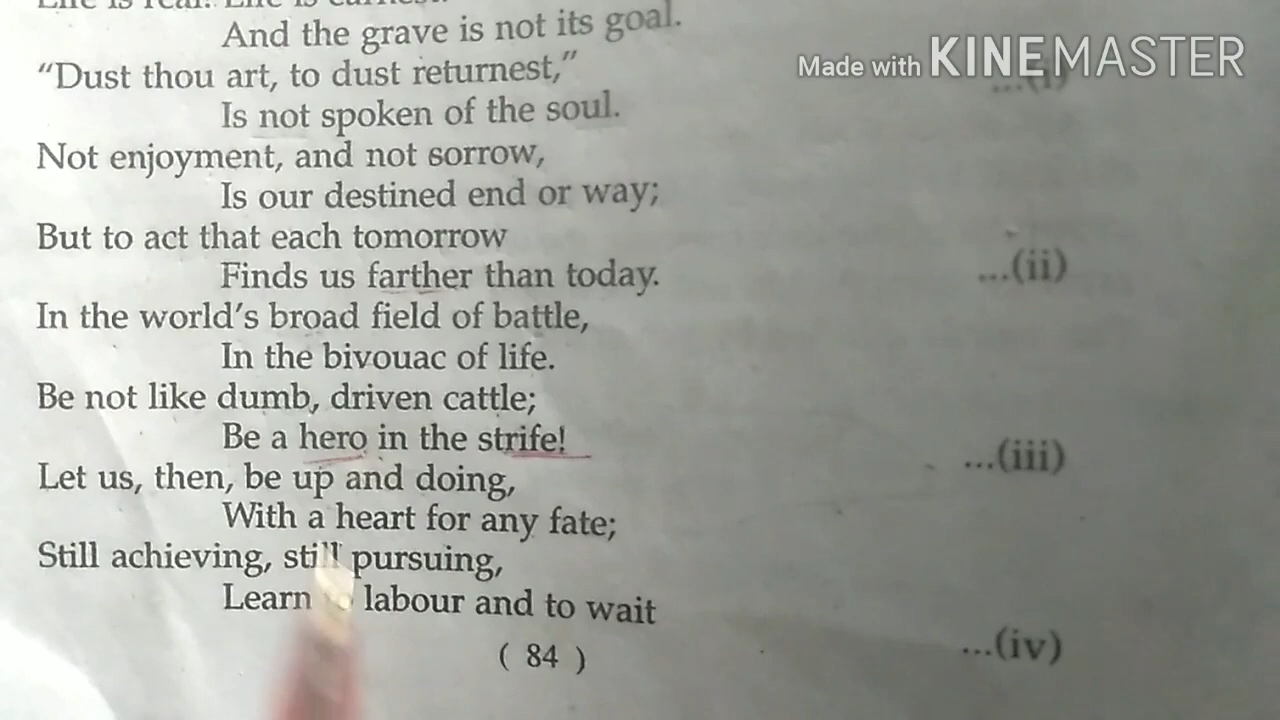 And the grave is not its goal.
Made with KINEMASTER
"Dust thou art, to dust returnest,"
Is not spoken of the soul.
Not enjoyment, and not sorrow,
Is our destined end or way;
But to act that each tomorrow
Finds us farther than today. ...(ii)
In the world's broad field of battle,
In the bivouac of life.
Be not like dumb, driven cattle;
Be a hero in the strife! ...(iii)
Let us, then, be up and doing,
With a heart for any fate;
Still achieving, still pursuing,
Learn labour and to wait
( 84 ) ...(iv)